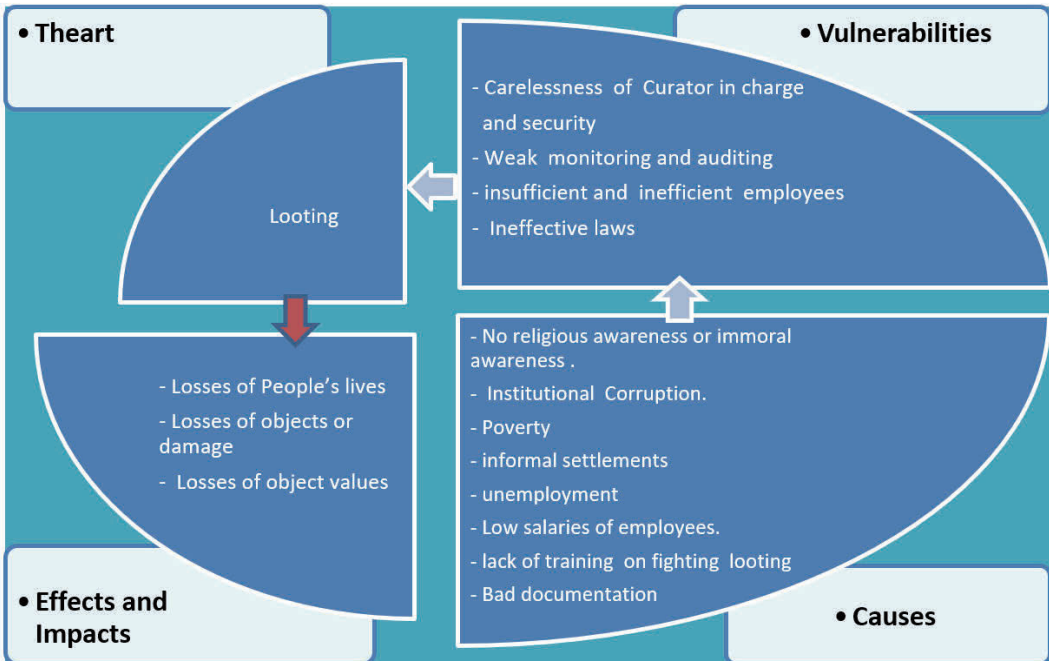 • Theart
• Vulnerabilities
- Carelessness of Curator in charge
and security
- Weak monitoring and auditing
- insufficient and inefficient employees
- Ineffective laws
Looting
- Losses of People's lives
- Losses of objects or
damage
- Losses of object values
- No religious awareness or immoral
awareness .
- Institutional Corruption.
- Poverty
- informal settlements
- unemployment
- Low salaries of employees.
- lack of training on fighting looting
- Bad documentation
• Effects and
Impacts
• Causes